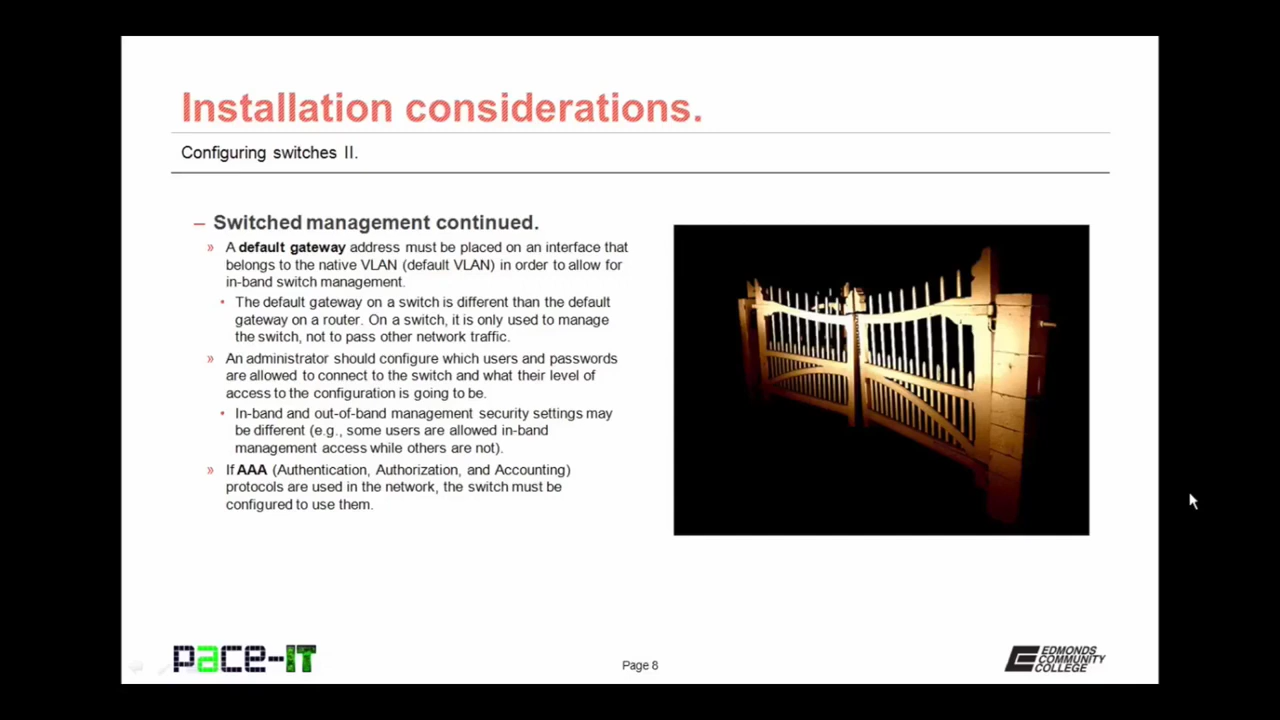 Installation considerations.
Configuring switches II.
– Switched management continued.
» A default gateway address must be placed on an interface that
belongs to the native VLAN (default VLAN) in order to allow for
in-band switch management.
• The default gateway on a switch is different than the default
gateway on a router. On a switch, it is only used to manage
the switch, not to pass other network traffic.
» An administrator should configure which users and passwords
are allowed to connect to the switch and what their level of
access to the configuration is going to be.
• In-band and out-of-band management security settings may
be different (e.g., some users are allowed in-band
management access while others are not).
» If AAA (Authentication, Authorization, and Accounting)
protocols are used in the network, the switch must be
configured to use them.
pace-IT
Page 8
EDMONDS
COMMUNITY
COLLEGE